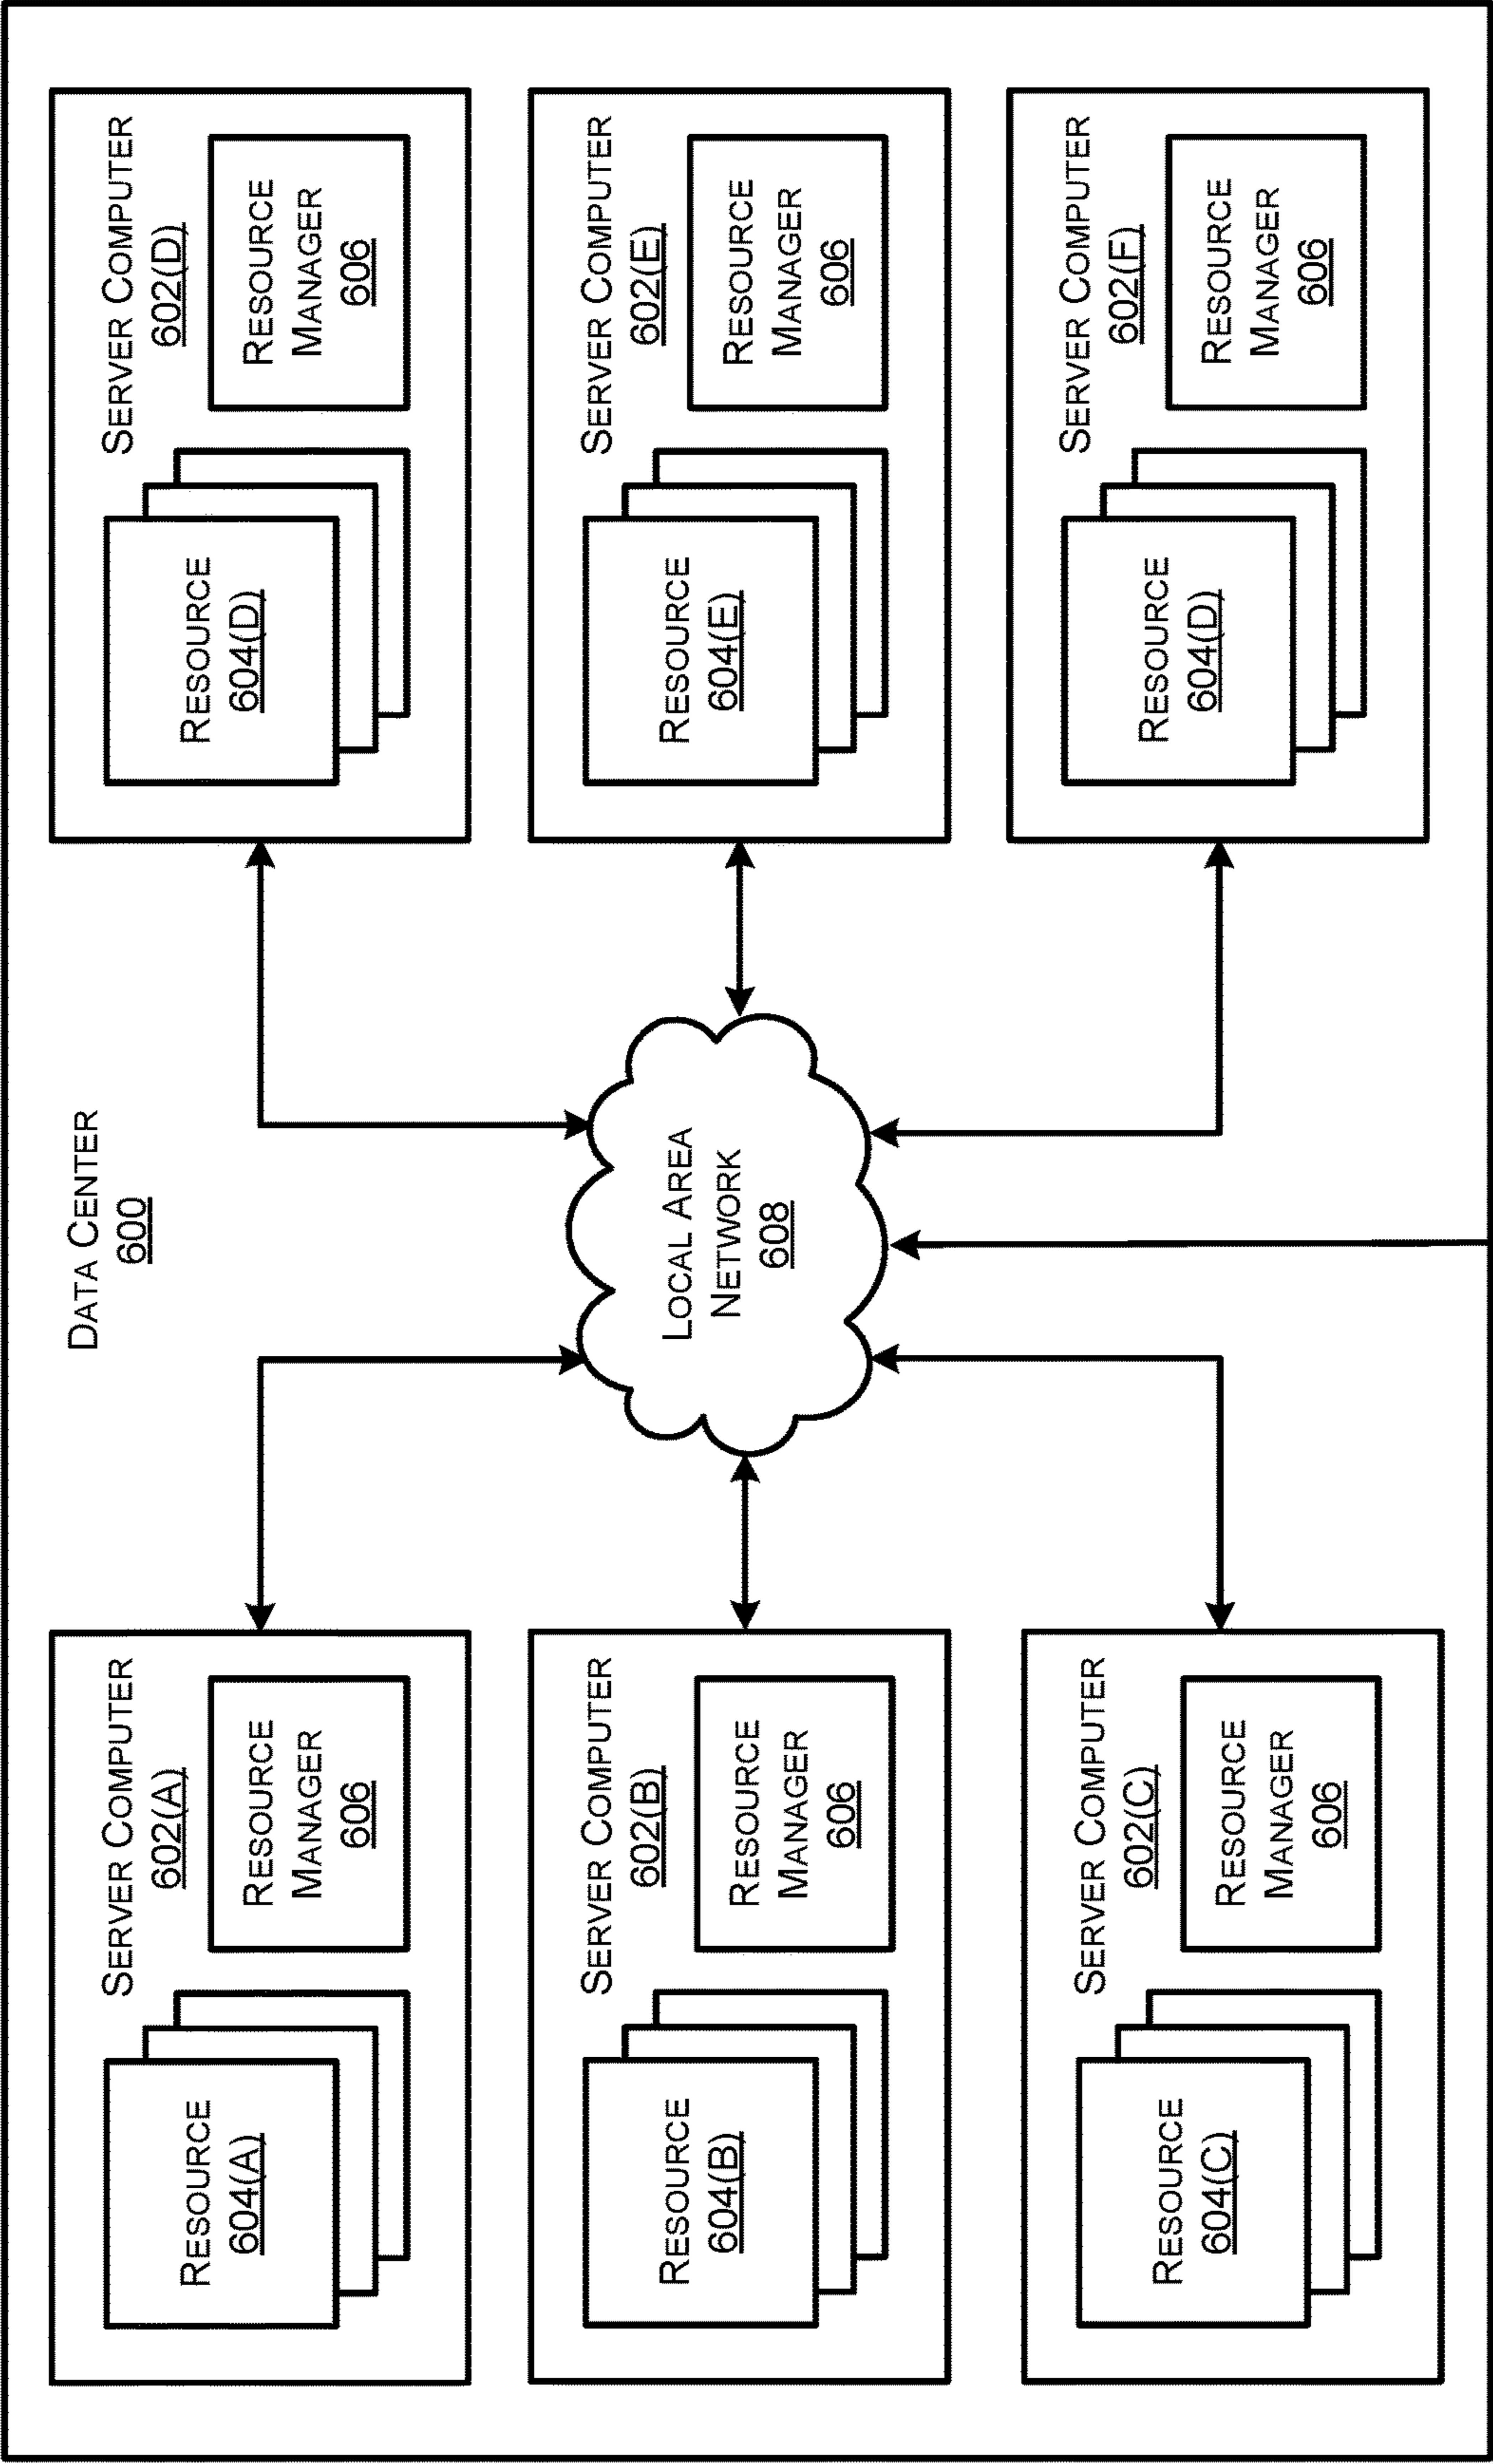 DATA CENTER
600
SERVER COMPUTER
602(A)
RESOURCE
604(A)
RESOURCE
MANAGER
606
SERVER COMPUTER
602(B)
RESOURCE
604(B)
RESOURCE
MANAGER
606
SERVER COMPUTER
602(C)
RESOURCE
604(C)
RESOURCE
MANAGER
606
LOCAL AREA
NETWORK
608
SERVER COMPUTER
602(D)
RESOURCE
604(D)
RESOURCE
MANAGER
606
SERVER COMPUTER
602(E)
RESOURCE
604(E)
RESOURCE
MANAGER
606
SERVER COMPUTER
602(F)
RESOURCE
604(D)
RESOURCE
MANAGER
606